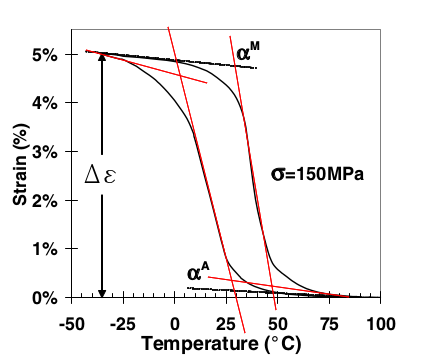 5%
αᴹ
4%
Strain (%)
3%
σ=150MPa
Δε
2%
1%
αᴬ
0%
-50 -25 0 25 50 75 100
Temperature (°C)